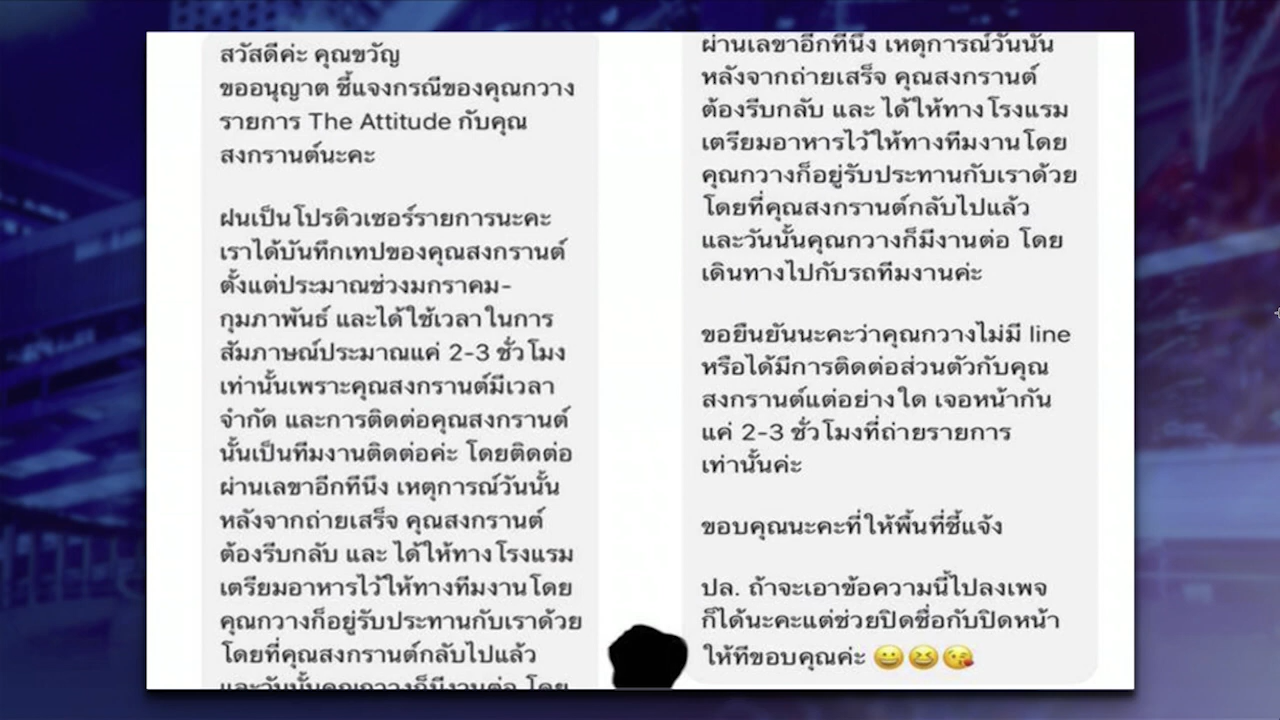 สวัสดีค่ะ คุณขวัญ
ขออนุญาต ชี้แจงกรณีของคุณกวาง
รายการ The Attitude กับคุณ
สงกรานต์นะคะ
ฝนเป็นโปรดิวเซอร์รายการนะคะ
เราได้บันทึกเทปของคุณสงกรานต์
ตั้งแต่ประมาณช่วงมกราคม-
กุมภาพันธ์ และได้ใช้เวลาในการ
สัมภาษณ์ประมาณแค่ 2-3 ชั่วโมง
เท่านั้นเพราะคุณสงกรานต์มีเวลา
จำกัด และการติดต่อคุณสงกรานต์
นั้นเป็นทีมงานติดต่อค่ะ โดยติดต่อ
ผ่านเลขาอีกทีนึง เหตุการณ์วันนั้น
หลังจากถ่ายเสร็จ คุณสงกรานต์
ต้องรีบกลับ และ ได้ให้ทางโรงแรม
เตรียมอาหารไว้ให้ทางทีมงานโดย
คุณกวางก็อยู่รับประทานกับเราด้วย
โดยที่คุณสงกรานต์กลับไปแล้ว
และวันนั้นคุณกวางก็มีงานต่อ โดย
ผ่านเลขาอีกทีนึง เหตุการณ์วันนั้น
หลังจากถ่ายเสร็จ คุณสงกรานต์
ต้องรีบกลับ และ ได้ให้ทางโรงแรม
เตรียมอาหารไว้ให้ทางทีมงานโดย
คุณกวางก็อยู่รับประทานกับเราด้วย
โดยที่คุณสงกรานต์กลับไปแล้ว
และวันนั้นคุณกวางก็มีงานต่อ โดย
เดินทางไปกับรถทีมงานค่ะ
ขอยืนยันนะคะว่าคุณกวางไม่มี line
หรือได้มีการติดต่อส่วนตัวกับคุณ
สงกรานต์แต่อย่างใด เจอหน้ากัน
แค่ 2-3 ชั่วโมงที่ถ่ายรายการ
เท่านั้นค่ะ
ขอบคุณนะคะที่ให้พื้นที่ชี้แจ้ง
ปล. ถ้าจะเอาข้อความนี้ไปลงเพจ
ก็ได้นะคะแต่ช่วยปิดชื่อกับปิดหน้า
ให้ทีขอบคุณค่ะ 😀😆😘